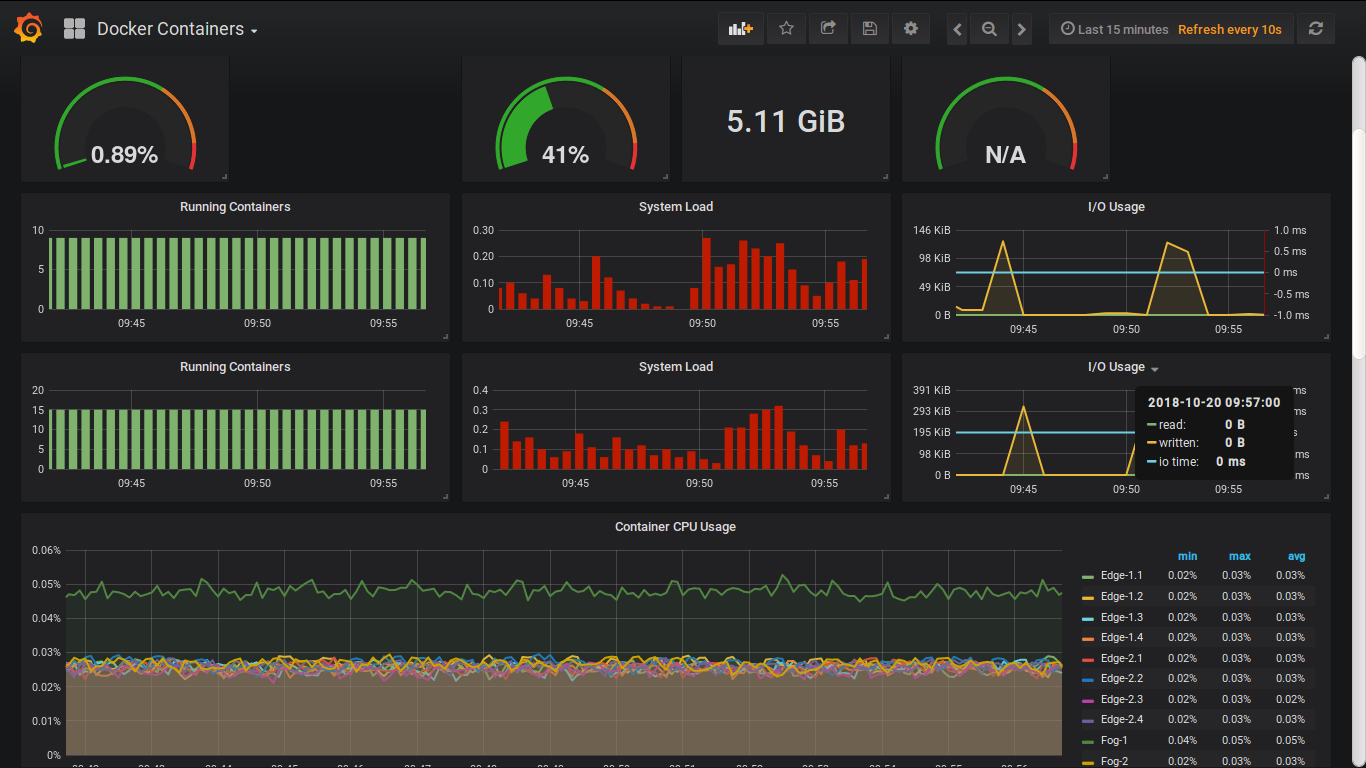 Docker Containers
Last 15 minutes Refresh every 10s
0.89%
41%
5.11 GiB
N/A
Running Containers
10
5
0
09:45 09:50 09:55
System Load
0.30
0.20
0.10
0
09:45 09:50 09:55
I/O Usage
146 KiB 1.0 ms
0.5 ms
98 KiB 0 ms
49 KiB -0.5 ms
0 B -1.0 ms
09:45 09:50 09:55
Running Containers
20
15
10
5
0
09:45 09:50 09:55
System Load
0.4
0.3
0.2
0.1
0
09:45 09:50 09:55
I/O Usage
391 KiB ms
293 KiB ms
195 KiB s
98 KiB ms
0 B ms
09:45 09:50 09:55
2018-10-20 09:57:00
read: 0 B
written: 0 B
io time: 0 ms
Container CPU Usage
0.06%
0.05%
0.04%
0.03%
0.02%
0.01%
0%
min max avg
Edge-1.1 0.02% 0.03% 0.03%
Edge-1.2 0.02% 0.03% 0.03%
Edge-1.3 0.02% 0.03% 0.03%
Edge-1.4 0.02% 0.03% 0.03%
Edge-2.1 0.02% 0.03% 0.03%
Edge-2.2 0.02% 0.03% 0.03%
Edge-2.3 0.02% 0.03% 0.02%
Edge-2.4 0.02% 0.03% 0.03%
Fog-1 0.04% 0.05% 0.05%
Fog-2 0.02% 0.03% 0.03%